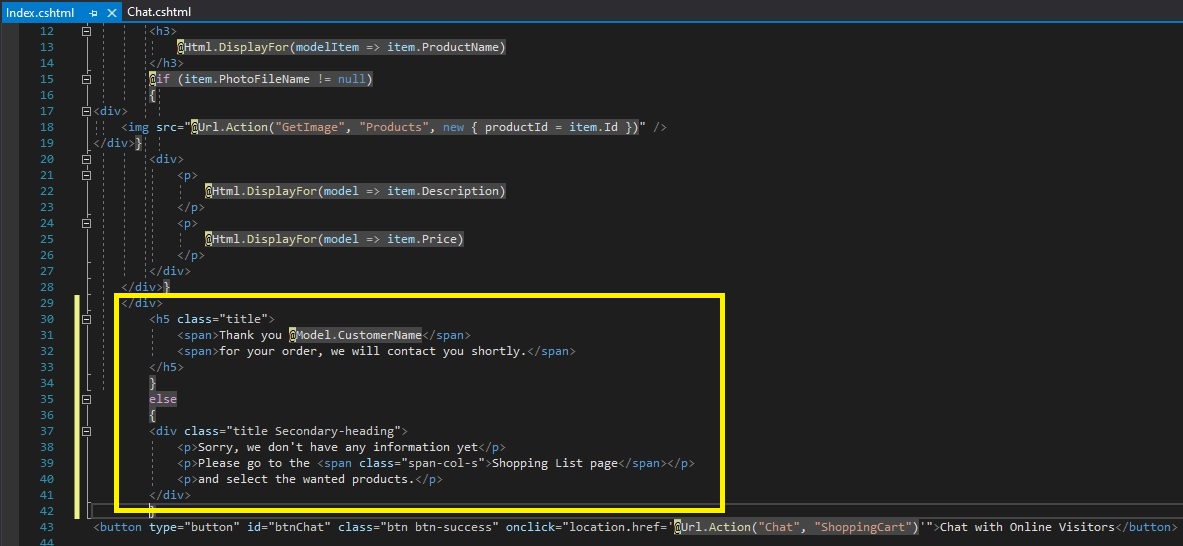 Index.cshtml Chat.cshtml
12 <h3>
13 @Html.DisplayFor(modelItem => item.ProductName)
14 </h3>
15 @if (item.PhotoFileName != null)
16 {
17 <div>
18 <img src="@Url.Action("GetImage", "Products", new { productId = item.Id })" />
19 </div>}
20 <div>
21 <p>
22 @Html.DisplayFor(model => item.Description)
23 </p>
24 <p>
25 @Html.DisplayFor(model => item.Price)
26 </p>
27 </div>
28 </div>}
29 </div>
30 <h5 class="title">
31 <span>Thank you @Model.CustomerName</span>
32 <span>for your order, we will contact you shortly.</span>
33 </h5>
34 }
35 else
36 {
37 <div class="title Secondary-heading">
38 <p>Sorry, we don't have any information yet</p>
39 <p>Please go to the <span class="span-col-s">Shopping List page</span></p>
40 <p>and select the wanted products.</p>
41 </div>
42 }
43 <button type="button" id="btnChat" class="btn btn-success" onclick="location.href='@Url.Action("Chat", "ShoppingCart")'">Chat with Online Visitors</button>
44